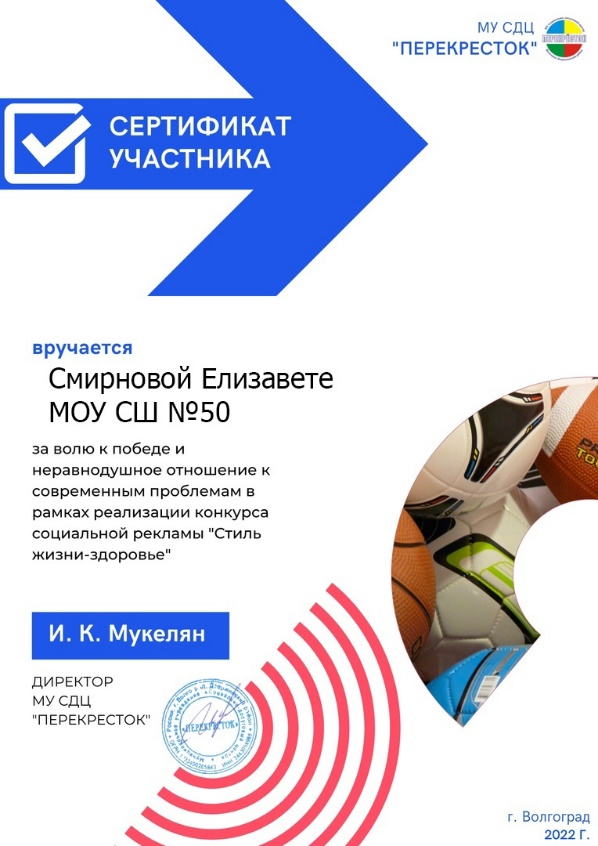 МУ СДЦ
"ПЕРЕКРЕСТОК"
СЕРТИФИКАТ
УЧАСТНИКА
вручается
Смирновой Елизавете
МОУ СШ №50
за волю к победе и
неравнодушное отношение к
современным проблемам в
рамках реализации конкурса
социальной рекламы "Стиль
жизни-здоровье"
И. К. Мукелян
ДИРЕКТОР
МУ СДЦ
"ПЕРЕКРЕСТОК"
«ПЕРЕКРЕСТОК»
г. Волгоград
2022 Г.